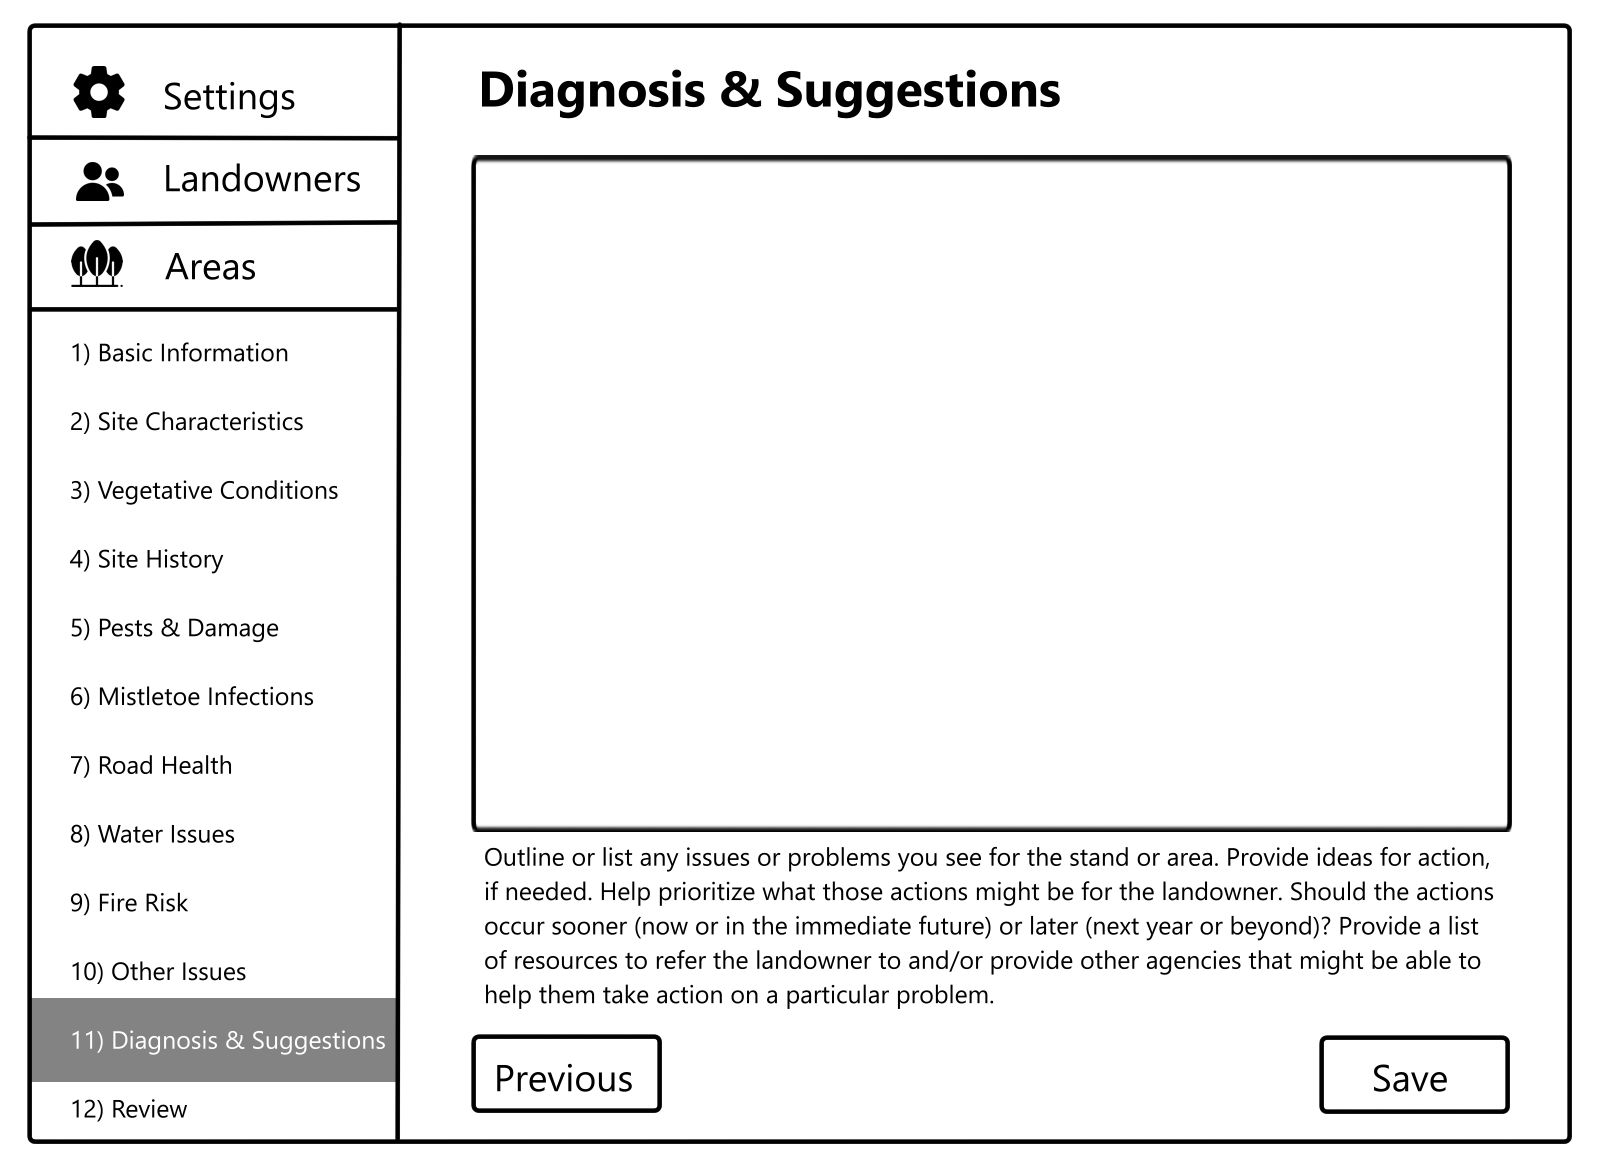 Settings
Landowners
Areas
1) Basic Information
2) Site Characteristics
3) Vegetative Conditions
4) Site History
5) Pests & Damage
6) Mistletoe Infections
7) Road Health
8) Water Issues
9) Fire Risk
10) Other Issues
11) Diagnosis & Suggestions
12) Review
Diagnosis & Suggestions
Outline or list any issues or problems you see for the stand or area. Provide ideas for action,
if needed. Help prioritize what those actions might be for the landowner. Should the actions
occur sooner (now or in the immediate future) or later (next year or beyond)? Provide a list
of resources to refer the landowner to and/or provide other agencies that might be able to
help them take action on a particular problem.
Previous
Save